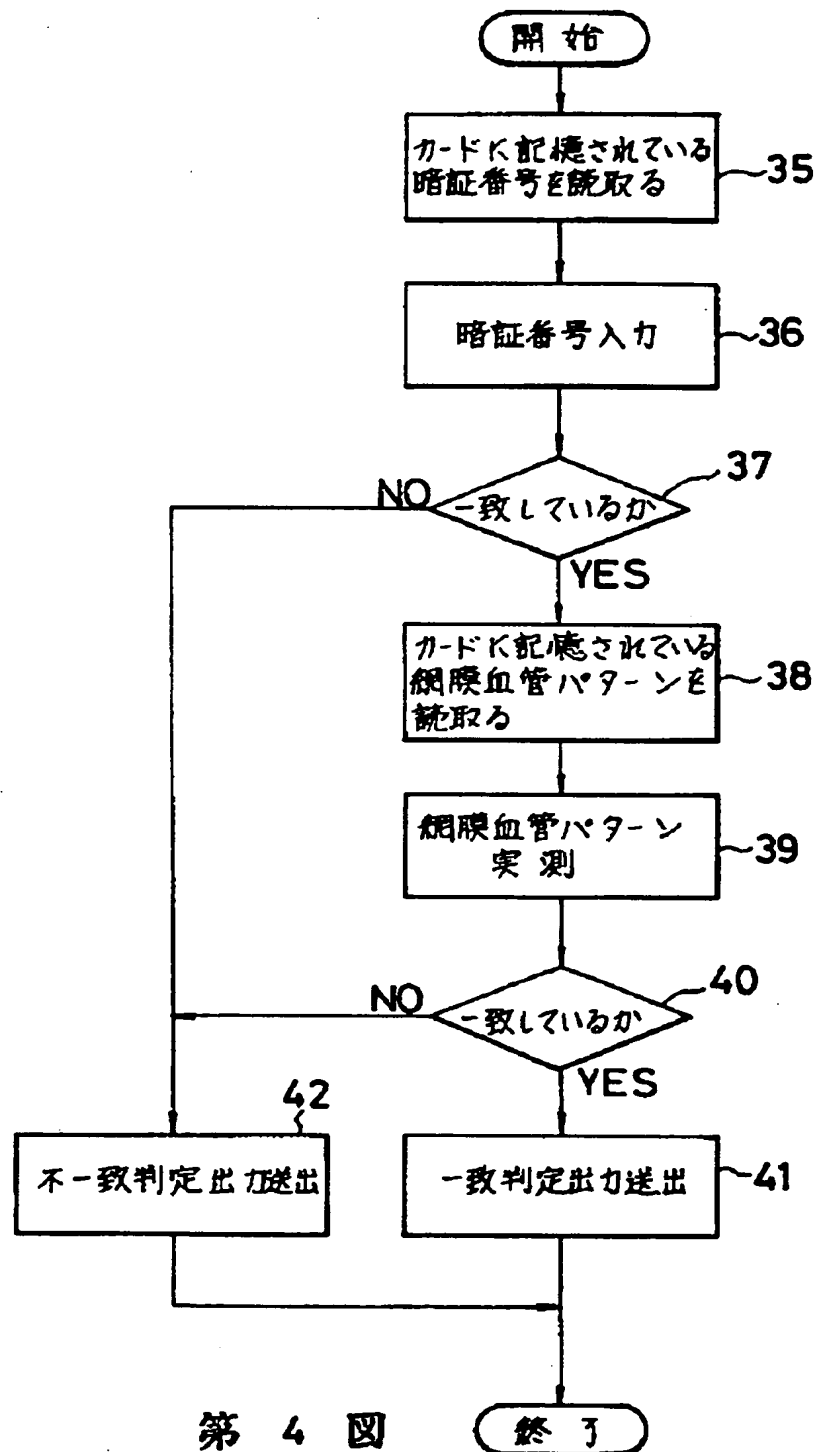 開始
カードに記憶されている
暗証番号を読取る
35
暗証番号入力
36
37
一致しているか
NO
YES
カードに記憶されている
網膜血管パターンを
読取る
38
網膜血管パターン
実測
39
40
一致しているか
NO
YES
42
不一致判定出力送出
一致判定出力送出
41
第 4 図
終了